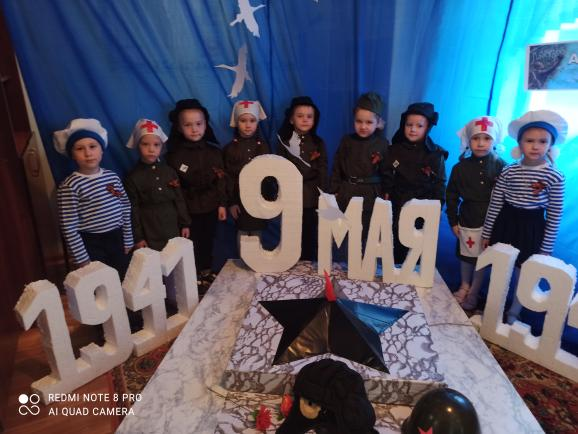 9 МАЯ
1941
19
REDMI NOTE 8 PRO
AI QUAD CAMERA